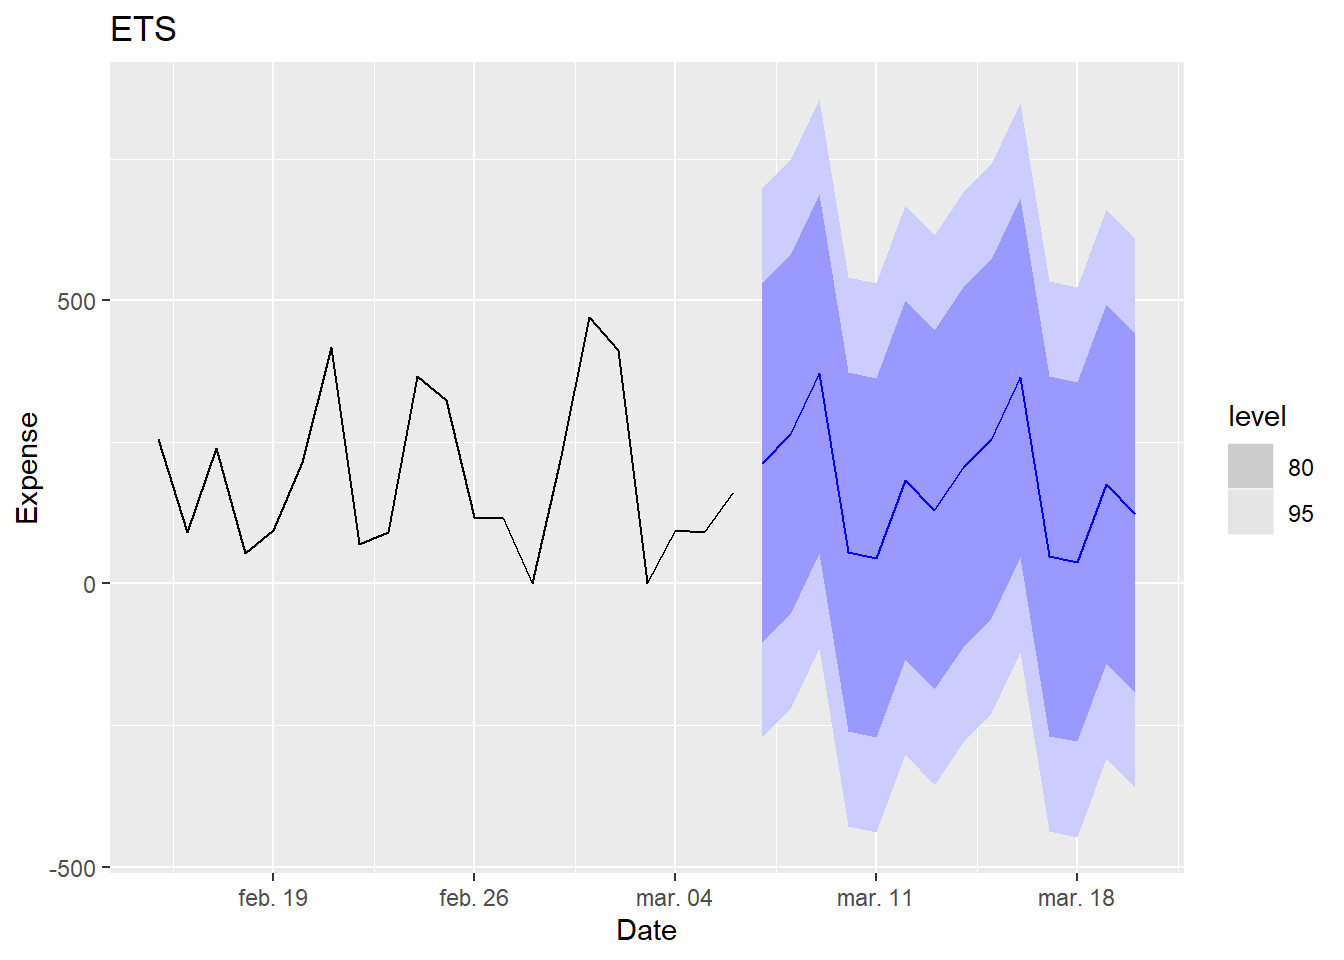 ETS
Expense
500
0
-500
feb. 19
feb. 26
mar. 04
mar. 11
mar. 18
Date
level
80
95